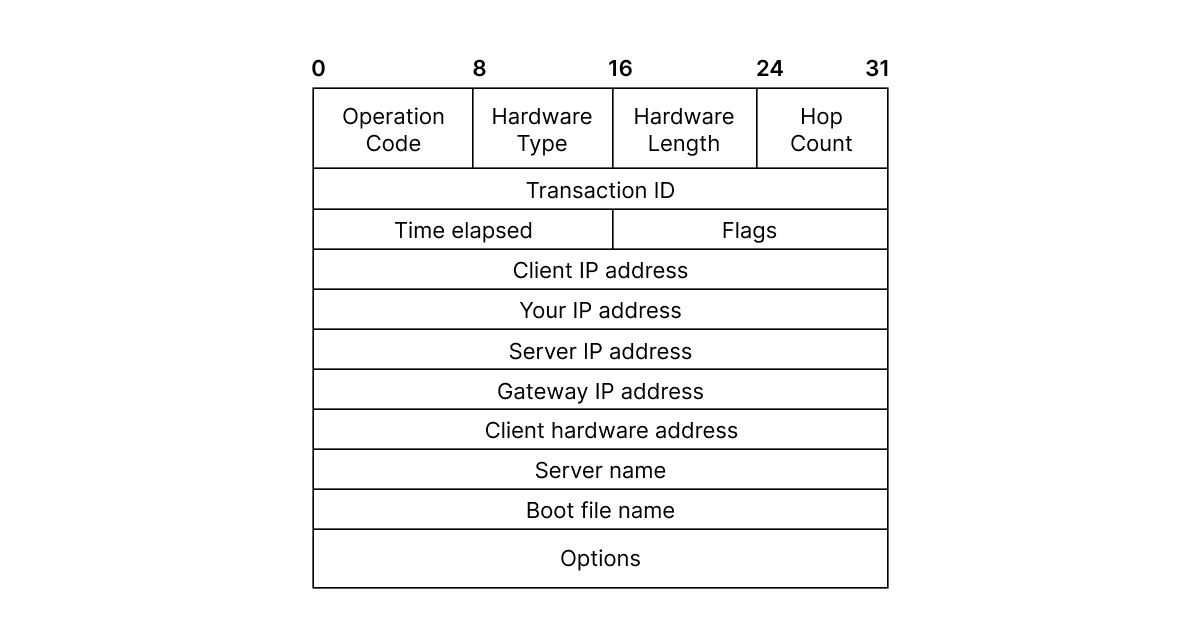 0 8 16 24 31
Operation Code Hardware Type Hardware Length Hop Count
Transaction ID
Time elapsed Flags
Client IP address
Your IP address
Server IP address
Gateway IP address
Client hardware address
Server name
Boot file name
Options